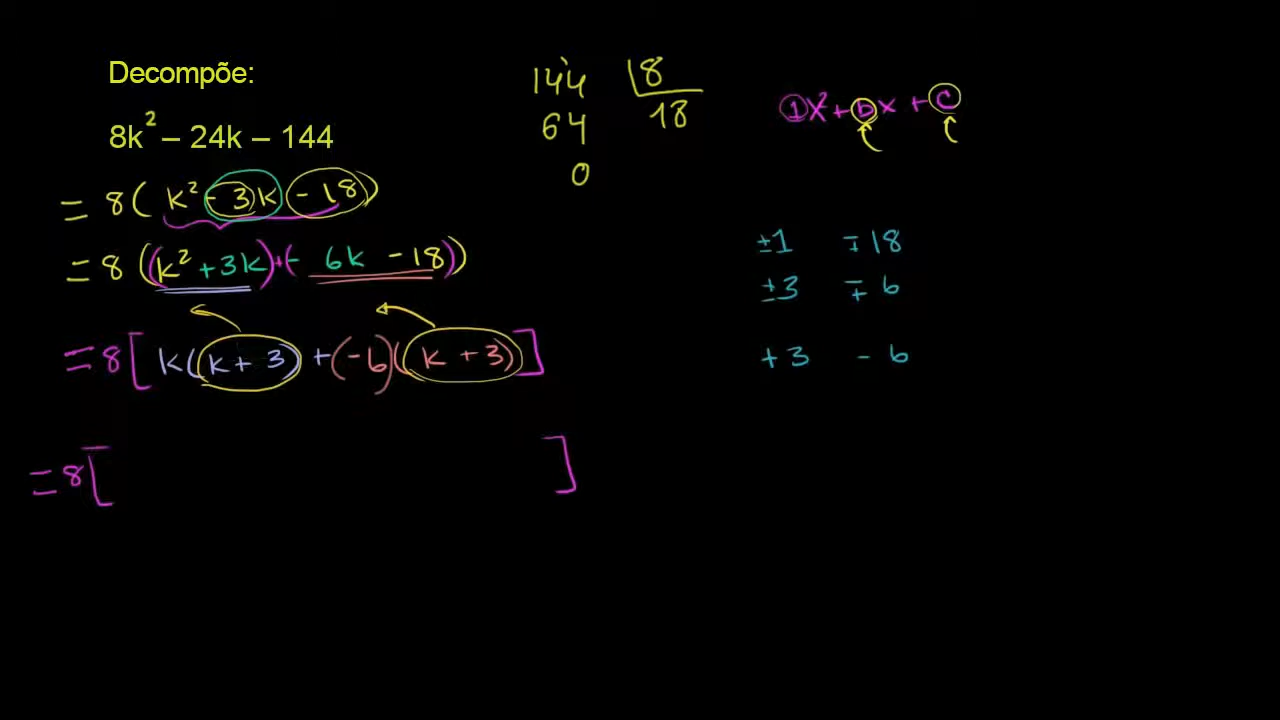 Decompõe:
8k² – 24k – 144
= 8( k² - 3k - 18)
= 8 ((k² + 3k)+(- 6k - 18))
= 8[ k(k + 3) + (-6)(k + 3)]
= 8[ ]
144 8
64 18
0
1x² + bx + c
±1 ∓18
±3 ∓6
+3 - 6